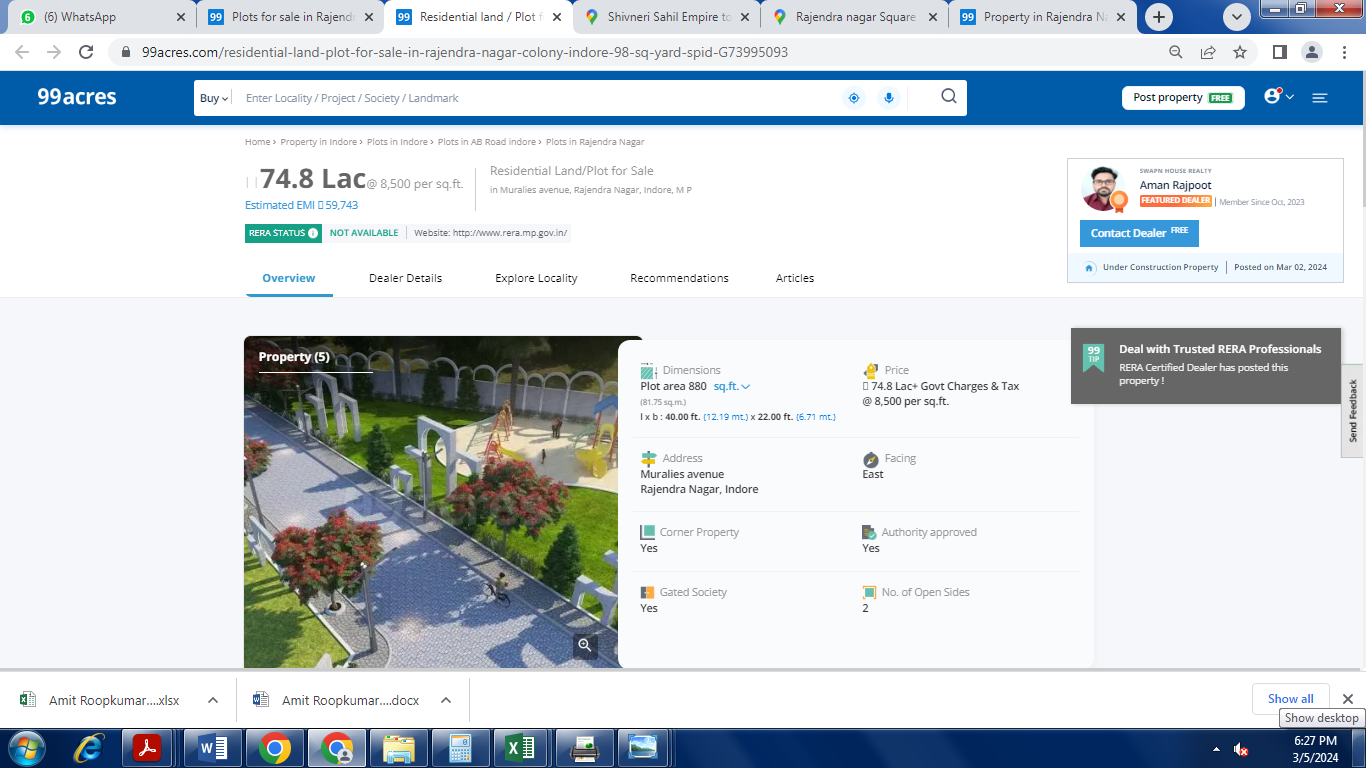 (6) WhatsApp
Plots for sale in Rajend
Residential land / Plot f
Shivneri Sahil Empire to
Rajendra nagar Square
Property in Rajendra Na
99acres.com/residential-land-plot-for-sale-in-rajendra-nagar-colony-indore-98-sq-yard-spid-G73995093
99acres
Buy
Enter Locality / Project / Society / Landmark
Post property FREE
Home › Property in Indore › Plots in Indore › Plots in AB Road indore › Plots in Rajendra Nagar
74.8 Lac @ 8,500 per sq.ft.
Estimated EMI 59,743
Residential Land/Plot for Sale
in Muralies avenue, Rajendra Nagar, Indore, M P
RERA STATUS NOT AVAILABLE Website: http://www.rera.mp.gov.in/
SWAPN HOUSE REALTY
Aman Rajpoot
FEATURED DEALER | Member Since Oct, 2023
Contact Dealer FREE
Under Construction Property | Posted on Mar 02, 2024
Overview
Dealer Details
Explore Locality
Recommendations
Articles
Property (5)
Dimensions
Plot area 880 sq.ft.
(81.75 sq.m.)
l x b : 40.00 ft. (12.19 mt.) x 22.00 ft. (6.71 mt.)
Price
74.8 Lac+ Govt Charges & Tax
@ 8,500 per sq.ft.
Address
Muralies avenue
Rajendra Nagar, Indore
Facing
East
Corner Property
Yes
Authority approved
Yes
Gated Society
Yes
No. of Open Sides
2
99 TIP
Deal with Trusted RERA Professionals
RERA Certified Dealer has posted this
property !
Send Feedback
Amit Roopkumar....xlsx
Amit Roopkumar....docx
Show all
Show desktop
6:27 PM
3/5/2024